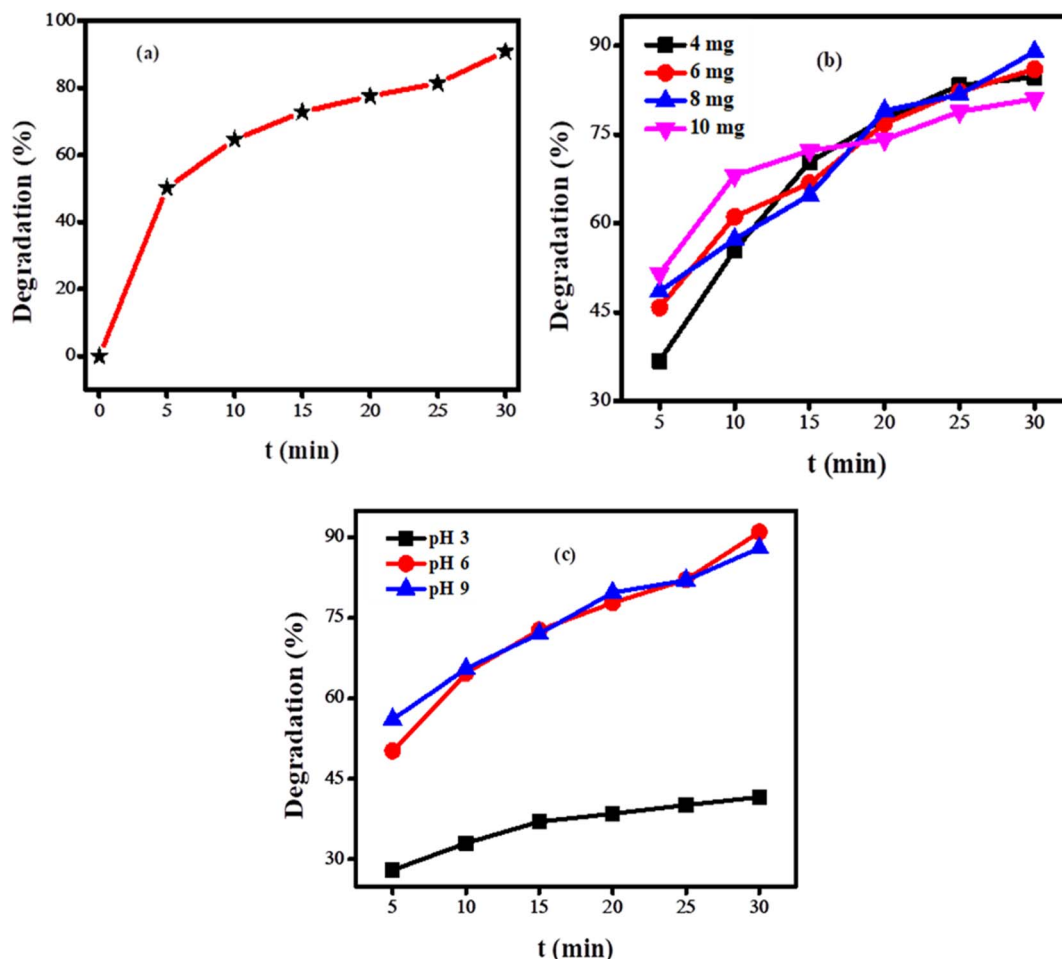 (a)
Degradation (%)
100
80
60
40
20
0
0 5 10 15 20 25 30
t (min)
(b)
4 mg
6 mg
8 mg
10 mg
Degradation (%)
90
75
60
45
30
5 10 15 20 25 30
t (min)
(c)
pH 3
pH 6
pH 9
Degradation (%)
90
75
60
45
30
5 10 15 20 25 30
t (min)